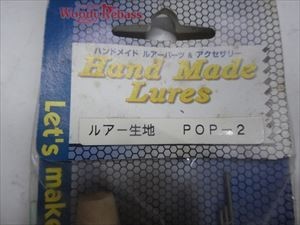 Woody Rebass
ハンドメイド ルアーパーツ & アクセサリー
Hand Made
Lures
ルアー生地 POP-2
Let's make